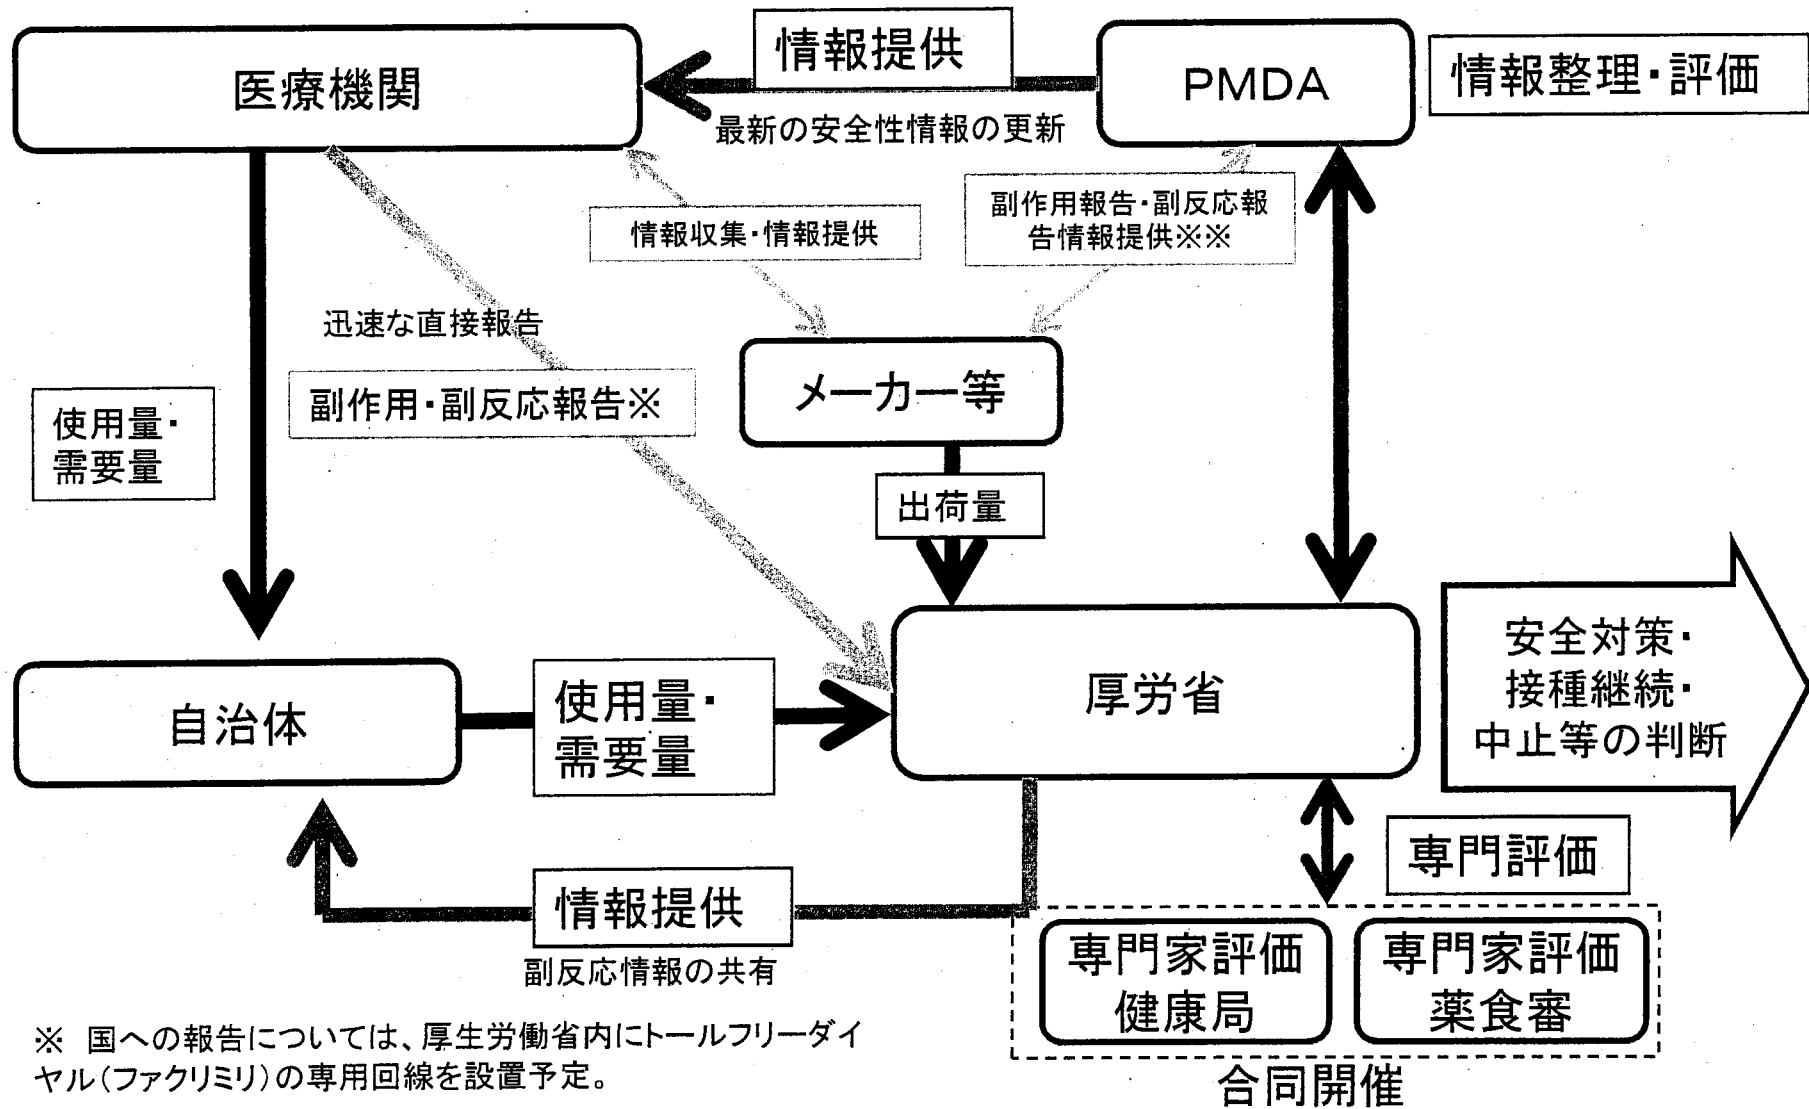 情報提供
医療機関
PMDA
情報整理・評価
最新の安全性情報の更新
副作用報告・副反応報
告情報提供※※
情報収集・情報提供
迅速な直接報告
メーカー等
副作用・副反応報告※
使用量・
需要量
出荷量
安全対策・
接種継続・
中止等の判断
厚労省
使用量・
需要量
自治体
専門評価
情報提供
副反応情報の共有
専門家評価
健康局
専門家評価
薬食審
合同開催
※ 国への報告については、厚生労働省内にトールフリーダイ
ヤル(ファクリミリ)の専用回線を設置予定。